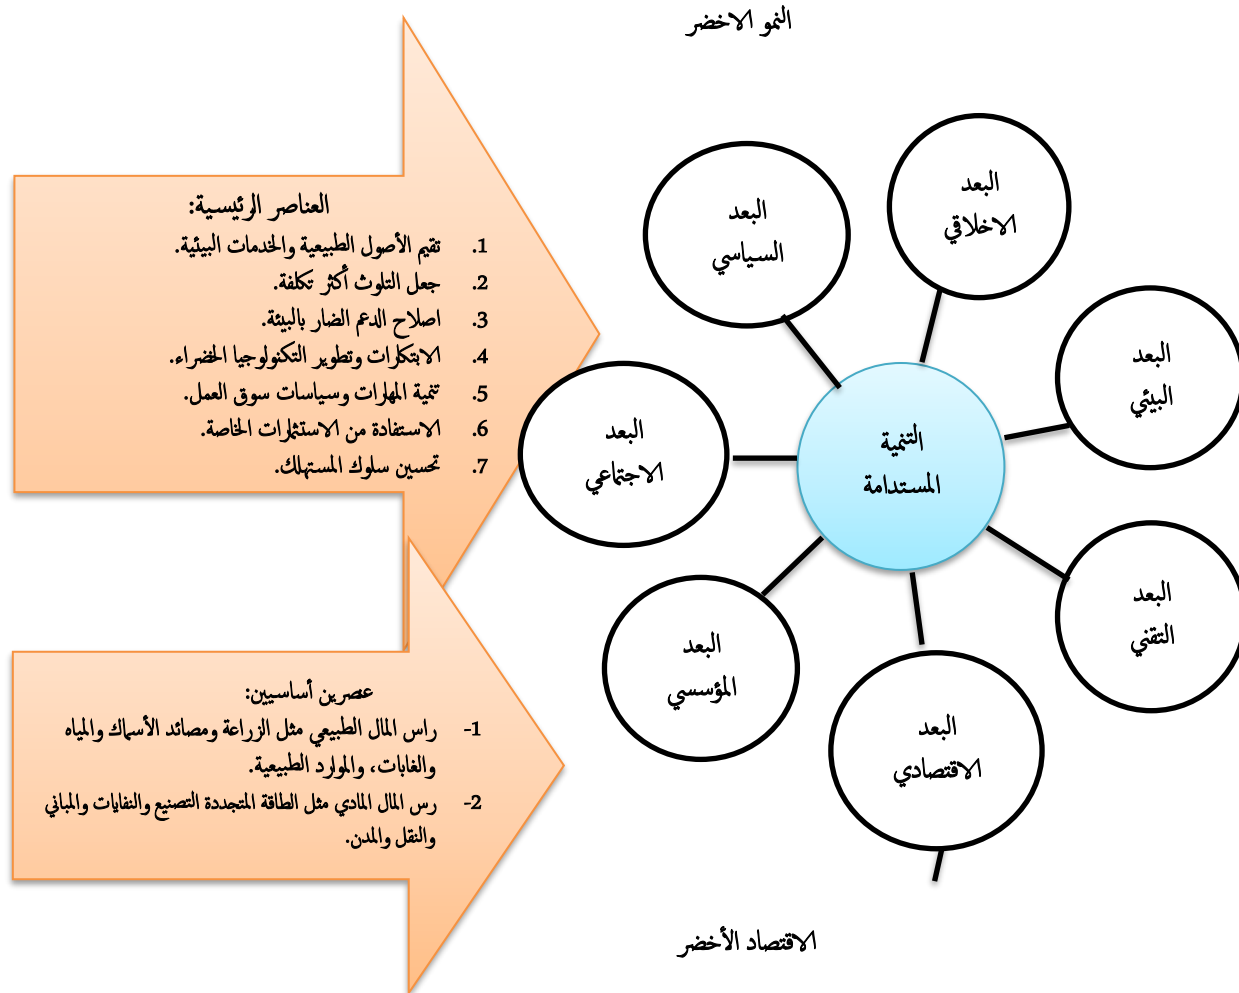 النمو الاخضر
العناصر الرئيسية:
1. تقيم الأصول الطبيعية والخدمات البيئية.
2. جعل التلوث أكثر تكلفة.
3. اصلاح الدعم الضار بالبيئة.
4. الابتكارات وتطوير التكنولوجيا الخضراء.
5. تنمية المهارات وسياسات سوق العمل.
6. الاستفادة من الاستثمارات الخاصة.
7. تحسين سلوك المستهلك.
البعد
الاخلاقي
البعد
السياسي
البعد
البيئي
البعد
الاجتماعي
التنمية
المستدامة
البعد
التقني
البعد
المؤسسي
البعد
الاقتصادي
عصرين أساسيين:
1- راس المال الطبيعي مثل الزراعة ومصائد الأسماك والمياه
والغابات، والموارد الطبيعية.
2- رس المال المادي مثل الطاقة المتجددة التصنيع والنفايات والمباني
والنقل والمدن.
الاقتصاد الأخضر